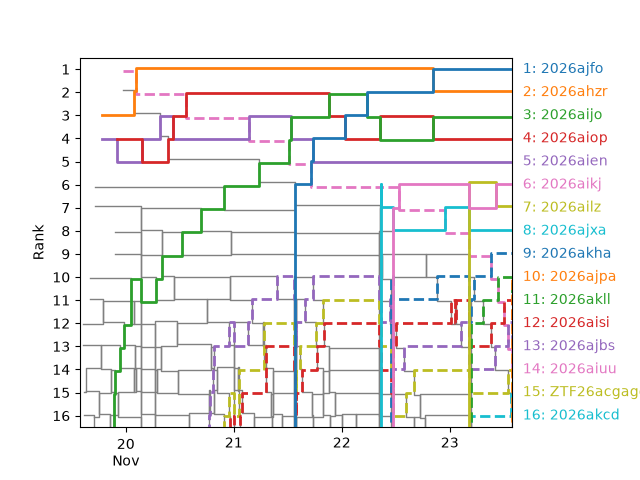 1
2
3
4
5
6
7
8
9
10
11
12
13
14
15
16
Rank
20
21
22
23
Nov
1: 2026ajfo
2: 2026ahzr
3: 2026aijo
4: 2026aiop
5: 2026aien
6: 2026aikj
7: 2026ailz
8: 2026ajxa
9: 2026akha
10: 2026ajpa
11: 2026akll
12: 2026aisi
13: 2026ajbs
14: 2026aiuu
15: ZTF26acgag
16: 2026akcd